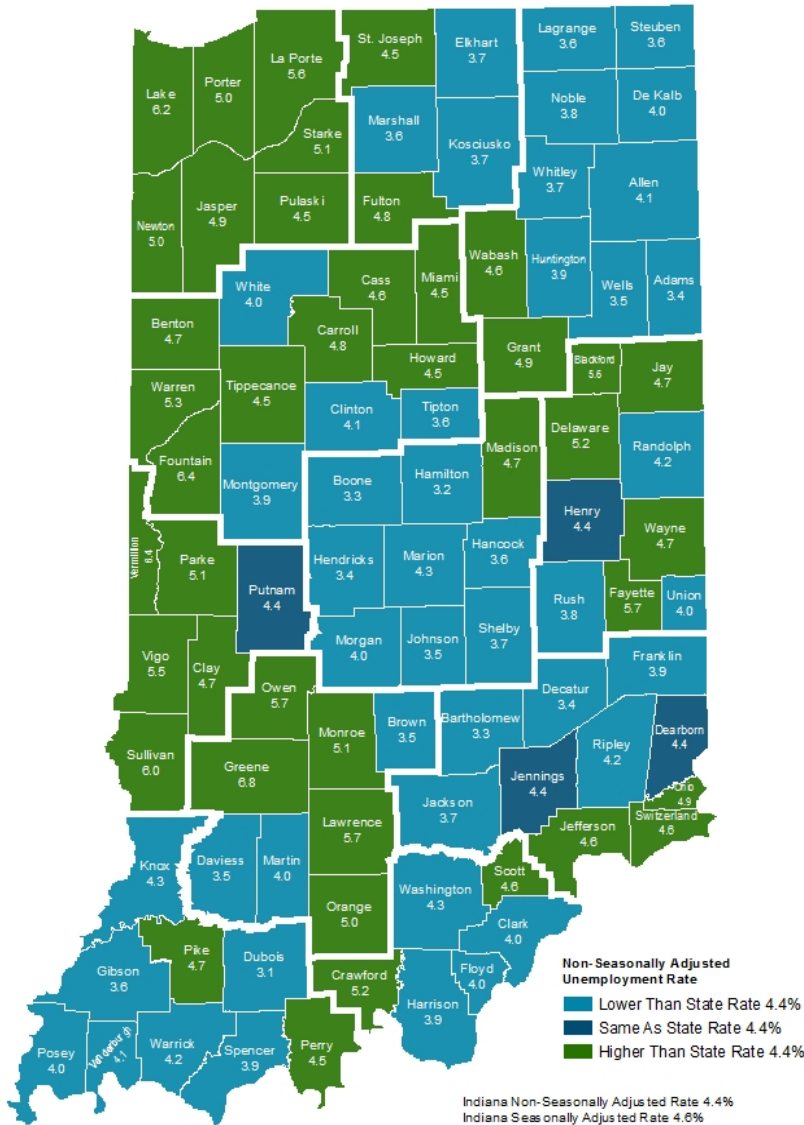 St. Joseph
4.5
Elkhart
3.7
Lagrange
3.6
Steuben
3.6
La Porte
5.6
Porter
5.0
Lake
6.2
Noble
3.8
De Kalb
4.0
Marshall
3.6
Starke
5.1
Kosciusko
3.7
Whitley
3.7
Allen
4.1
Newton
5.0
Jasper
4.9
Pulaski
4.5
Fulton
4.8
Wabash
4.6
Huntington
3.9
Wells
3.5
Adams
3.4
White
4.0
Cass
4.6
Miami
4.5
Benton
4.7
Carroll
4.8
Howard
4.5
Grant
4.9
Blackford
5.6
Jay
4.7
Warren
5.3
Tippecanoe
4.5
Clinton
4.1
Tipton
3.6
Madison
4.7
Delaware
5.2
Randolph
4.2
Fountain
6.4
Montgomery
3.9
Boone
3.3
Hamilton
3.2
Henry
4.4
Wayne
4.7
Vermillion
6.4
Parke
5.1
Putnam
4.4
Hendricks
3.4
Marion
4.3
Hancock
3.6
Rush
3.8
Fayette
5.7
Union
4.0
Vigo
5.5
Clay
4.7
Morgan
4.0
Johnson
3.5
Shelby
3.7
Franklin
3.9
Owen
5.7
Decatur
3.4
Sullivan
6.0
Greene
6.8
Monroe
5.1
Brown
3.5
Bartholomew
3.3
Ripley
4.2
Dearborn
4.4
Jennings
4.4
Ohio
4.9
Jackson
3.7
Switzerland
4.6
Lawrence
5.7
Jefferson
4.6
Knox
4.3
Daviess
3.5
Martin
4.0
Washington
4.3
Scott
4.6
Orange
5.0
Clark
4.0
Pike
4.7
Dubois
3.1
Gibson
3.6
Crawford
5.2
Floyd
4.0
Harrison
3.9
Posey
4.0
Vanderburgh
4.1
Warrick
4.2
Spencer
3.9
Perry
4.5
Non-Seasonally Adjusted
Unemployment Rate
Lower Than State Rate 4.4%
Same As State Rate 4.4%
Higher Than State Rate 4.4%
Indiana Non-Seasonally Adjusted Rate 4.4%
Indiana Seasonally Adjusted Rate 4.6%